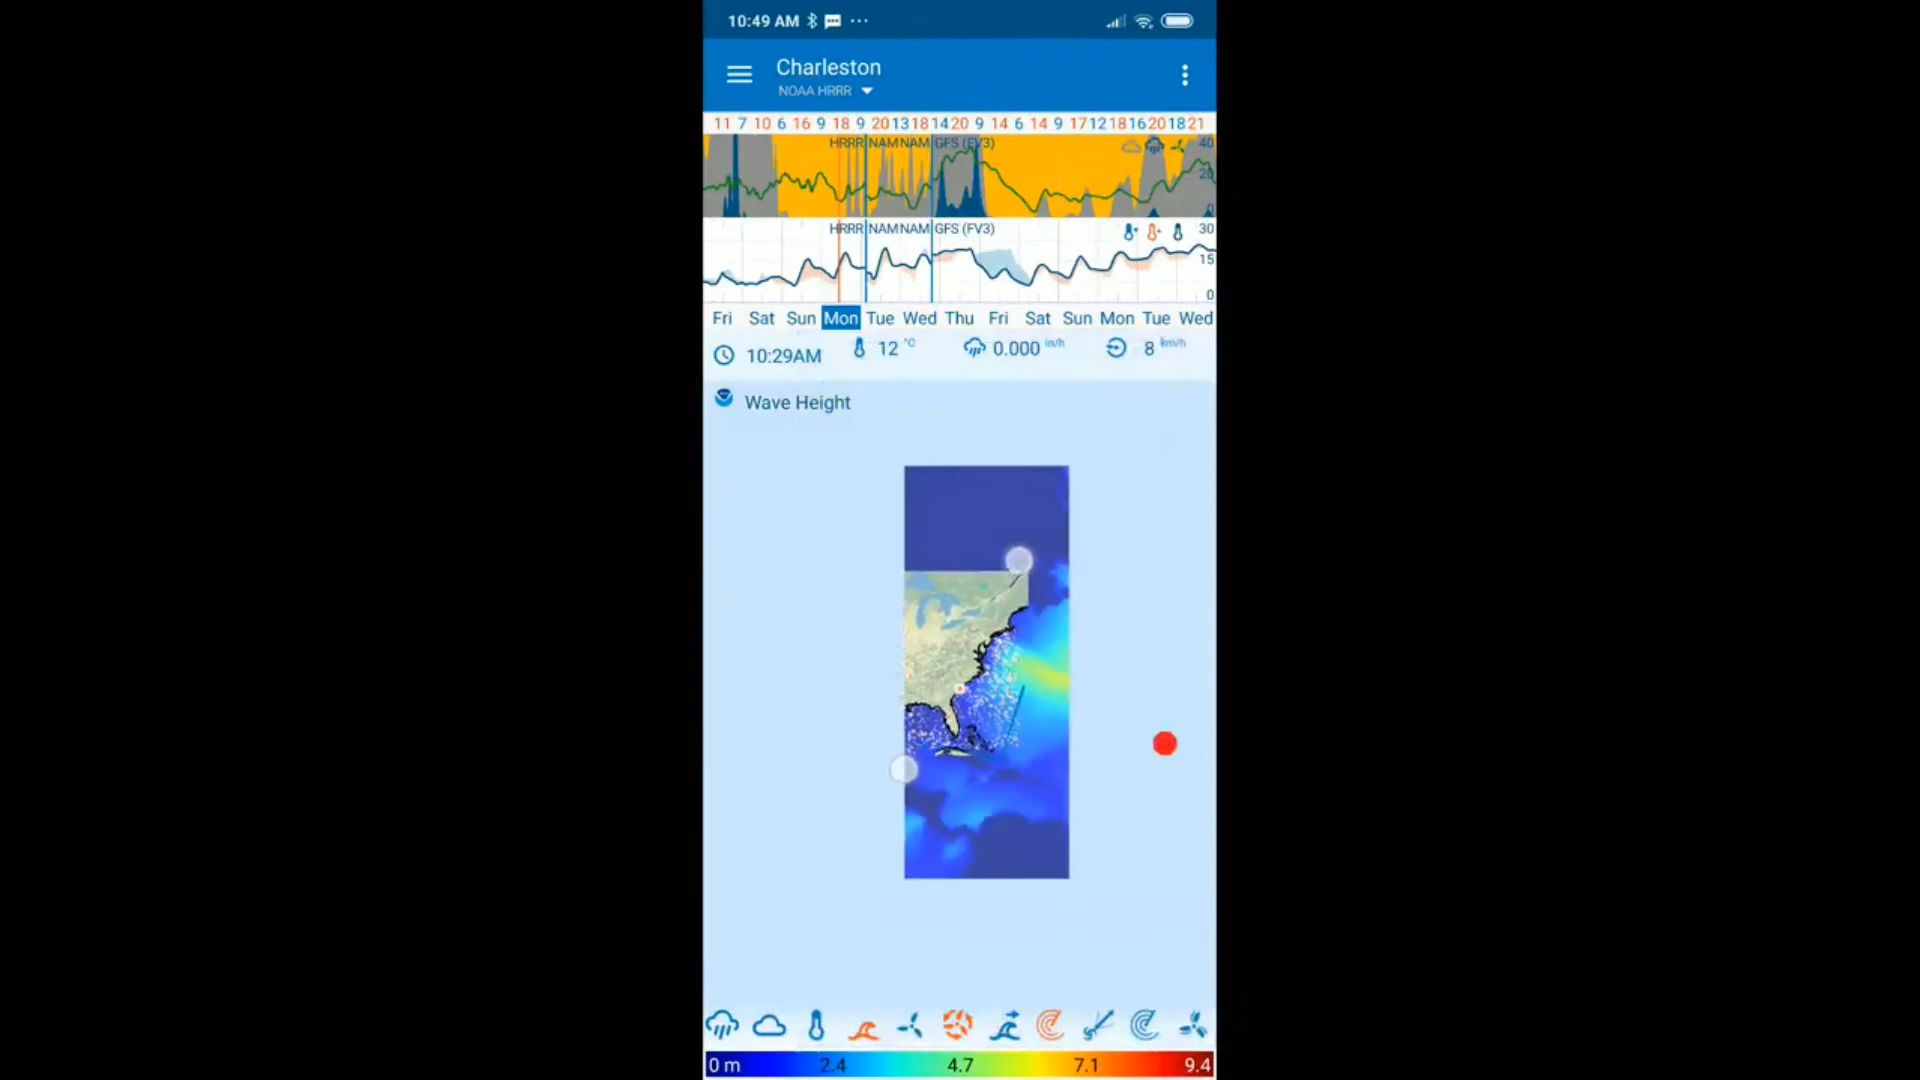 10:49 AM
Charleston
NOAA HRRR
11 7 10 6 16 9 18 9 20 13 18 14 20 9 14 6 14 9 17 12 18 16 20 18 21
HRRR NAM NAM GFS (FV3) 40
20
0
HRRR NAM NAM GFS (FV3) 30
15
0
Fri Sat Sun Mon Tue Wed Thu Fri Sat Sun Mon Tue Wed
10:29AM 12 °C 0.000 in/h 8 km/h
Wave Height
0 m 2.4 4.7 7.1 9.4